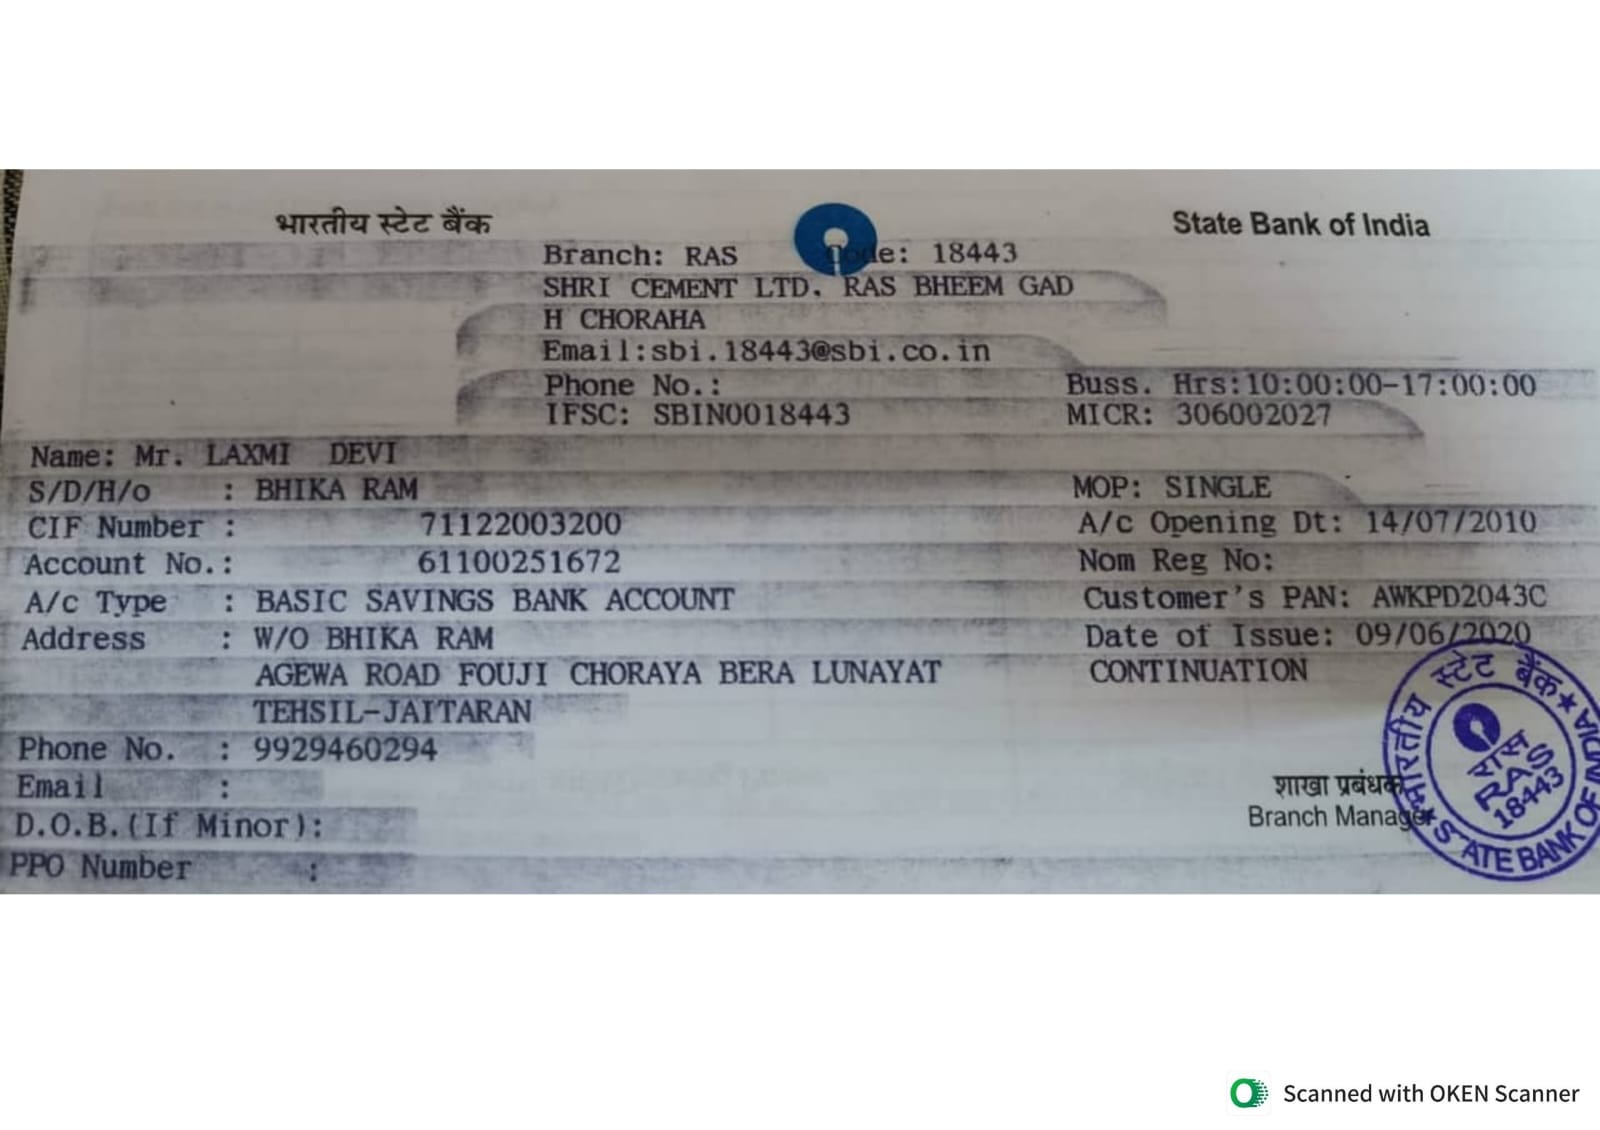 भारतीय स्टेट बैंक State Bank of India
Branch: RAS Code: 18443
SHRI CEMENT LTD. RAS BHEEM GAD
H CHORAHA
Email:sbi.18443@sbi.co.in
Phone No.: Buss. Hrs:10:00:00-17:00:00
IFSC: SBIN0018443 MICR: 306002027
Name: Mr. LAXMI DEVI
S/D/H/o : BHIKA RAM MOP: SINGLE
CIF Number : 71122003200 A/c Opening Dt: 14/07/2010
Account No.: 61100251672 Nom Reg No:
A/c Type : BASIC SAVINGS BANK ACCOUNT Customer's PAN: AWKPD2043C
Address : W/O BHIKA RAM Date of Issue: 09/06/2020
AGEWA ROAD FOUJI CHORAYA BERA LUNAYAT CONTINUATION
TEHSIL-JAITARAN
Phone No. : 9929460294
Email :
D.O.B.(If Minor):
PPO Number :
शाखा प्रबंधक
Branch Manager
भारतीय स्टेट बैंक
STATE BANK OF INDIA
रास
RAS
18443
Scanned with OKEN Scanner